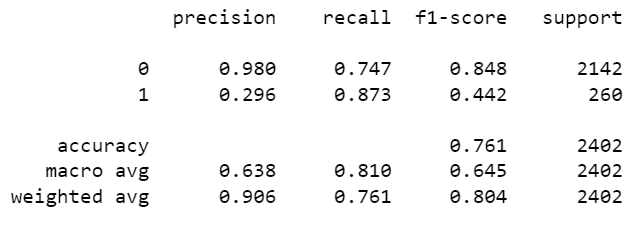 precision recall f1-score support
0 0.980 0.747 0.848 2142
1 0.296 0.873 0.442 260
accuracy 0.761 2402
macro avg 0.638 0.810 0.645 2402
weighted avg 0.906 0.761 0.804 2402